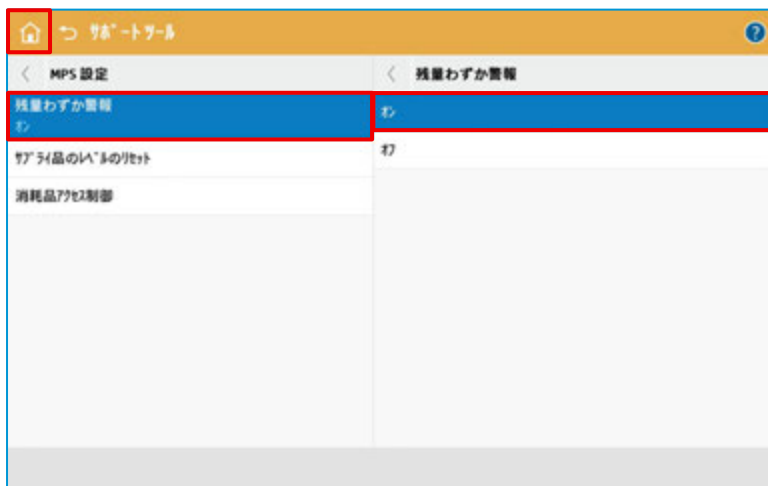 サポートツール
?
MPS 設定
残量わずか警報
オン
サプライ品のレベルのリセット
消耗品アクセス制御
残量わずか警報
オン
オフ